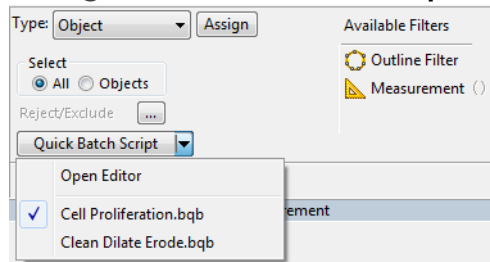 Type: Object Assign
Available Filters
Select
All Objects
Outline Filter
Measurement ()
Reject/Exclude ...
Quick Batch Script
Open Editor
Cell Proliferation.bqb
Clean Dilate Erode.bqb